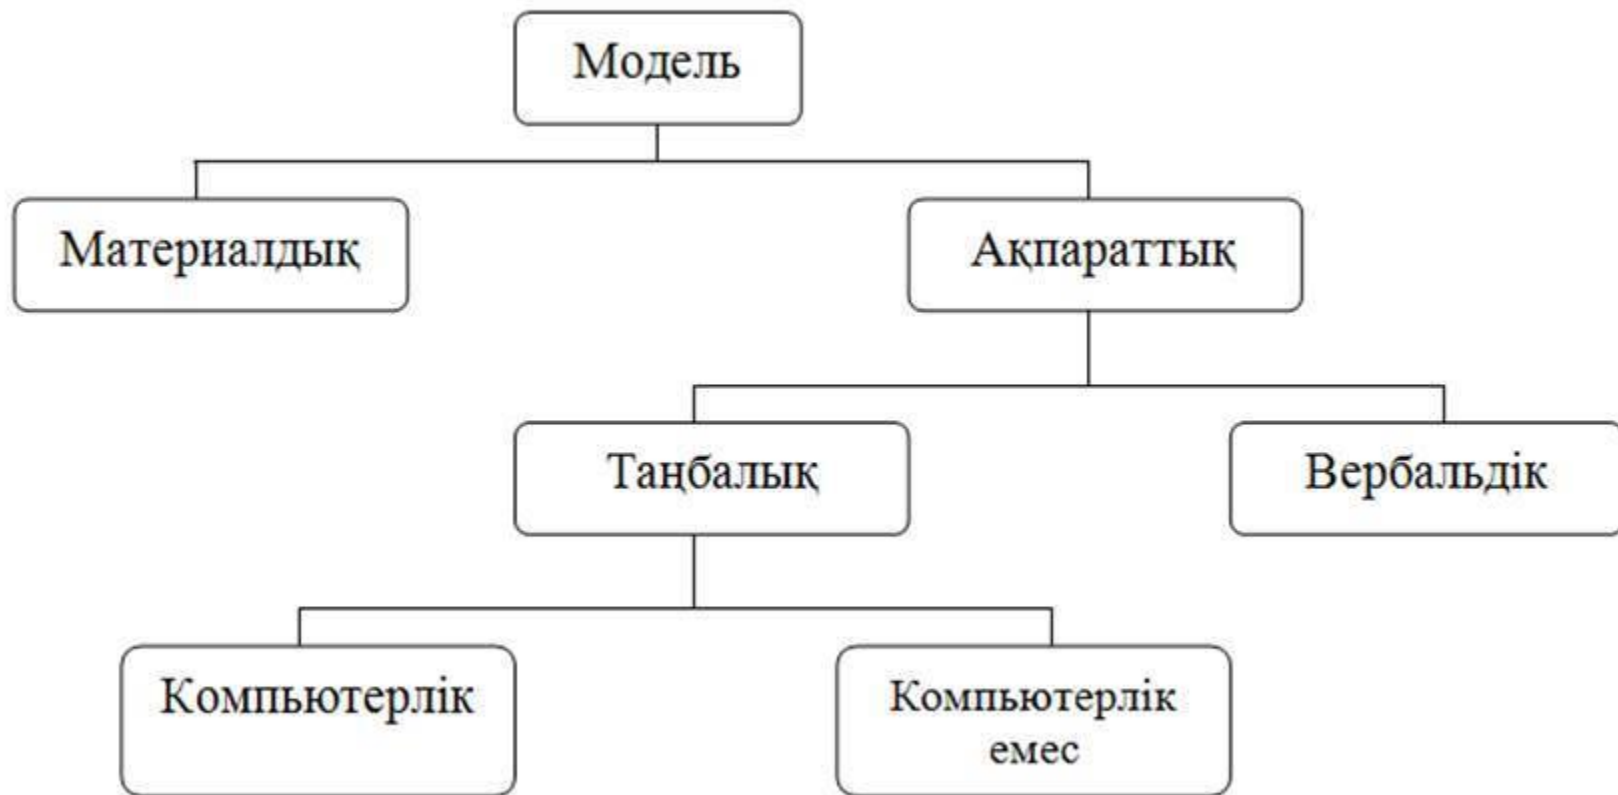 Модель
Материалдық
Ақпараттық
Таңбалық
Вербальдік
Компьютерлік
Компьютерлік
емес